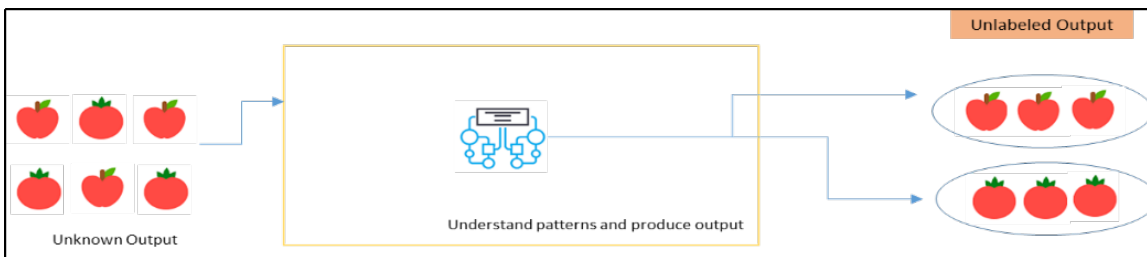 Unlabeled Output
Understand patterns and produce output
Unknown Output